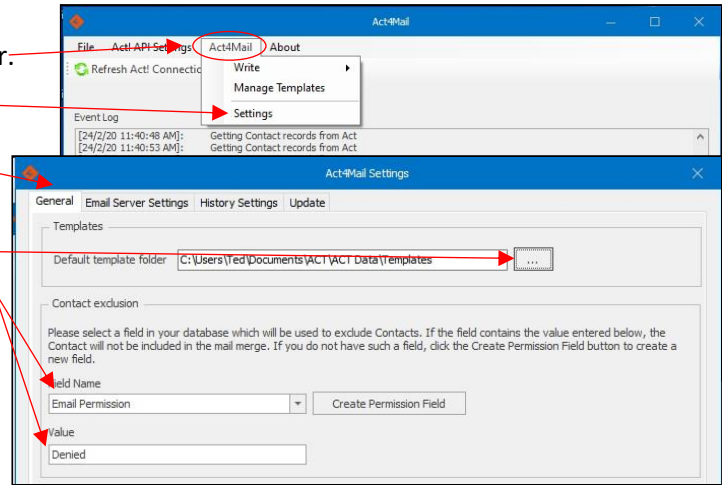 Act4Mail
File Act! API Settings Act4Mail About
r.
Refresh Act! Connectic
Write
Manage Templates
Settings
Event Log
[24/2/20 11:40:48 AM]: Getting Contact records from Act
[24/2/20 11:40:53 AM]: Getting Contact records from Act
Act4Mail Settings
General Email Server Settings History Settings Update
Templates
Default template folder C:\Users\Ted\Documents\ACT\ACT Data\Templates ...
Contact exclusion
Please select a field in your database which will be used to exclude Contacts. If the field contains the value entered below, the
Contact will not be included in the mail merge. If you do not have such a field, click the Create Permission Field button to create a
new field.
Field Name
Email Permission Create Permission Field
Value
Denied